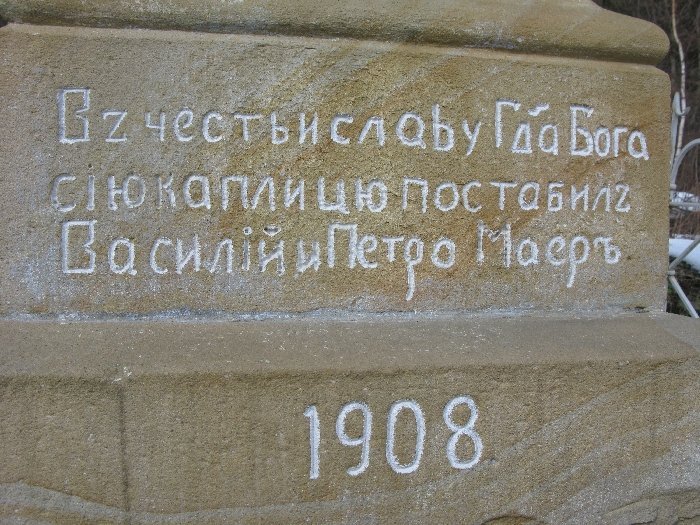 Въ честь и славу Гда Бога
сію каплицю поставилъ
Василій и Петро Маеръ
1908